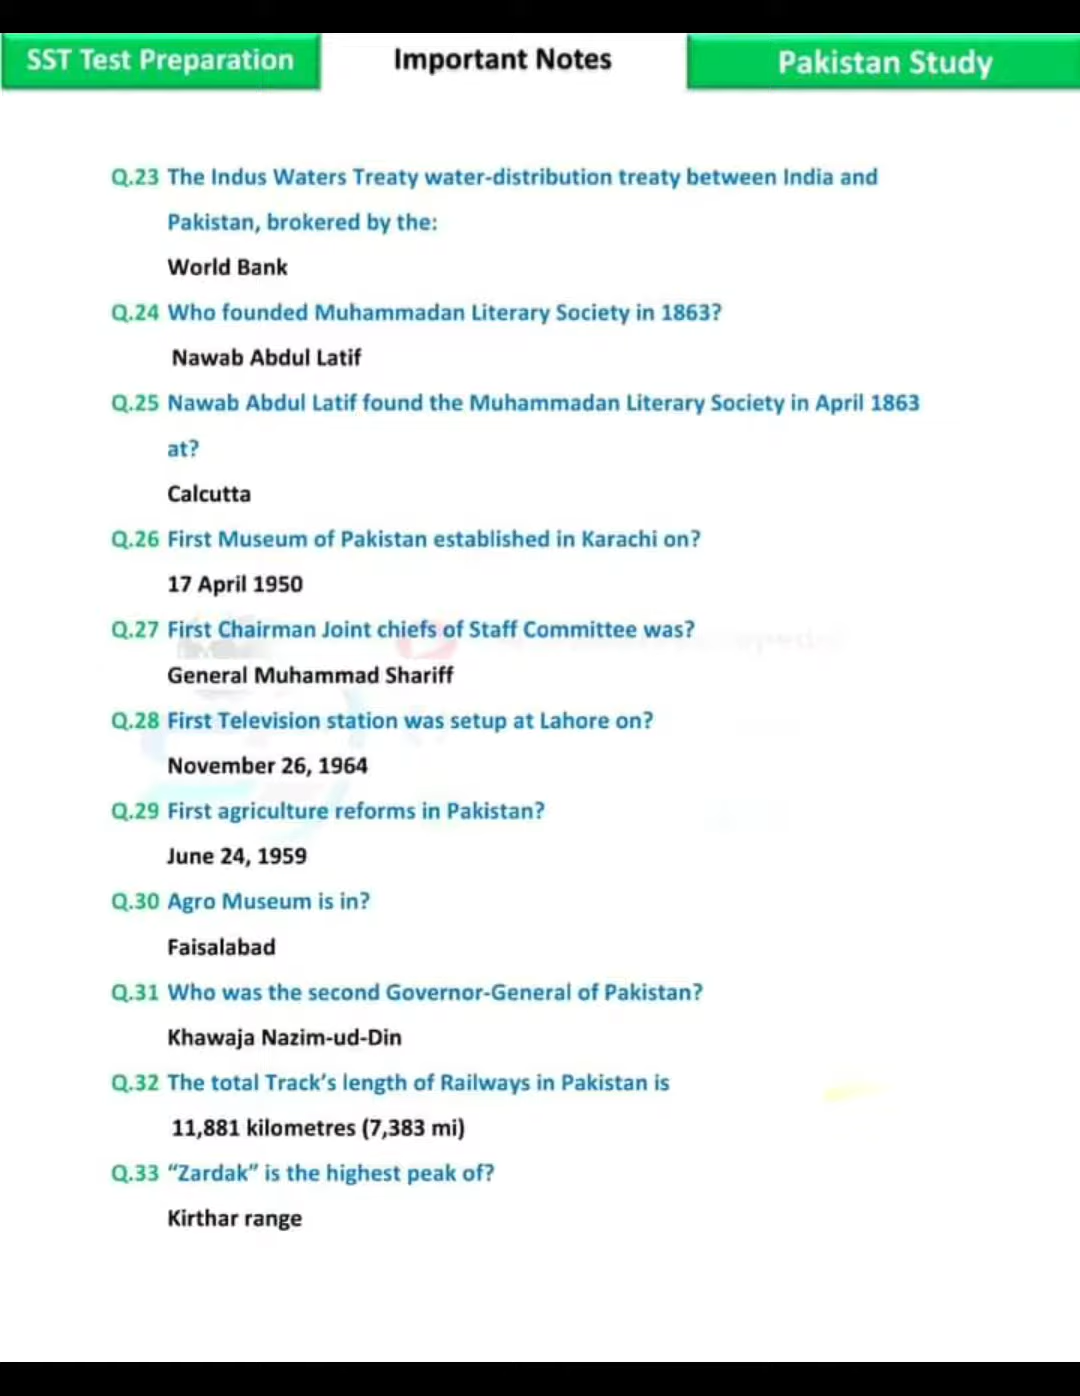 SST Test Preparation
Important Notes
Pakistan Study
Q.23 The Indus Waters Treaty water-distribution treaty between India and
Pakistan, brokered by the:
World Bank
Q.24 Who founded Muhammadan Literary Society in 1863?
Nawab Abdul Latif
Q.25 Nawab Abdul Latif found the Muhammadan Literary Society in April 1863
at?
Calcutta
Q.26 First Museum of Pakistan established in Karachi on?
17 April 1950
Q.27 First Chairman Joint chiefs of Staff Committee was?
General Muhammad Shariff
Q.28 First Television station was setup at Lahore on?
November 26, 1964
Q.29 First agriculture reforms in Pakistan?
June 24, 1959
Q.30 Agro Museum is in?
Faisalabad
Q.31 Who was the second Governor-General of Pakistan?
Khawaja Nazim-ud-Din
Q.32 The total Track's length of Railways in Pakistan is
11,881 kilometres (7,383 mi)
Q.33 “Zardak” is the highest peak of?
Kirthar range